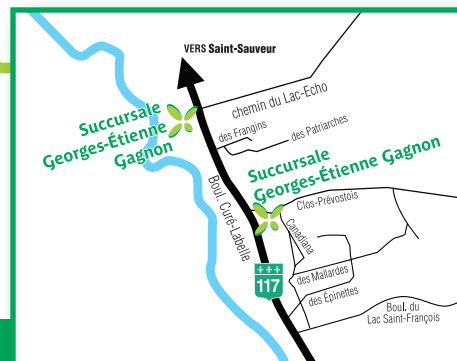 VERS Saint-Sauveur
chemin du Lac-Echo
Succursale
Georges-Étienne
Gagnon
des Frangins
des Patriarches
Succursale
Georges-Étienne Gagnon
Boul. Curé-Labelle
Clos-Prévostois
Canadiana
117
des Mallardes
des Épinettes
Boul. du
Lac Saint-François